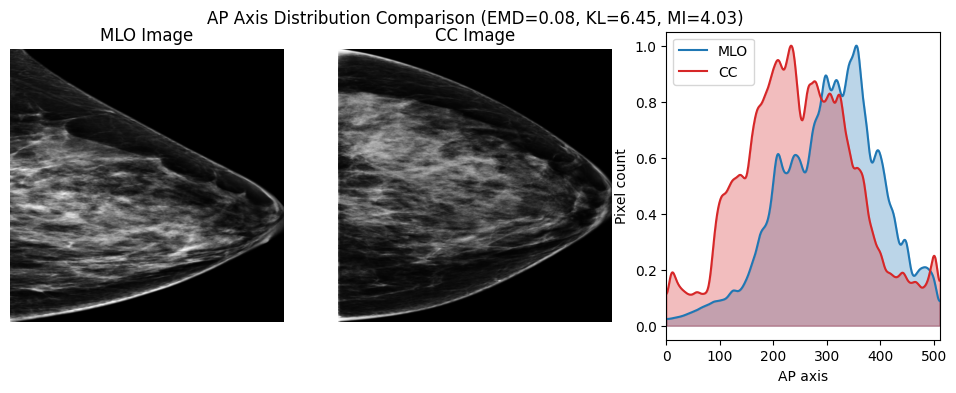 AP Axis Distribution Comparison (EMD=0.08, KL=6.45, MI=4.03)
MLO Image
CC Image
MLO
CC
Pixel count
1.0
0.8
0.6
0.4
0.2
0.0
0 100 200 300 400 500
AP axis